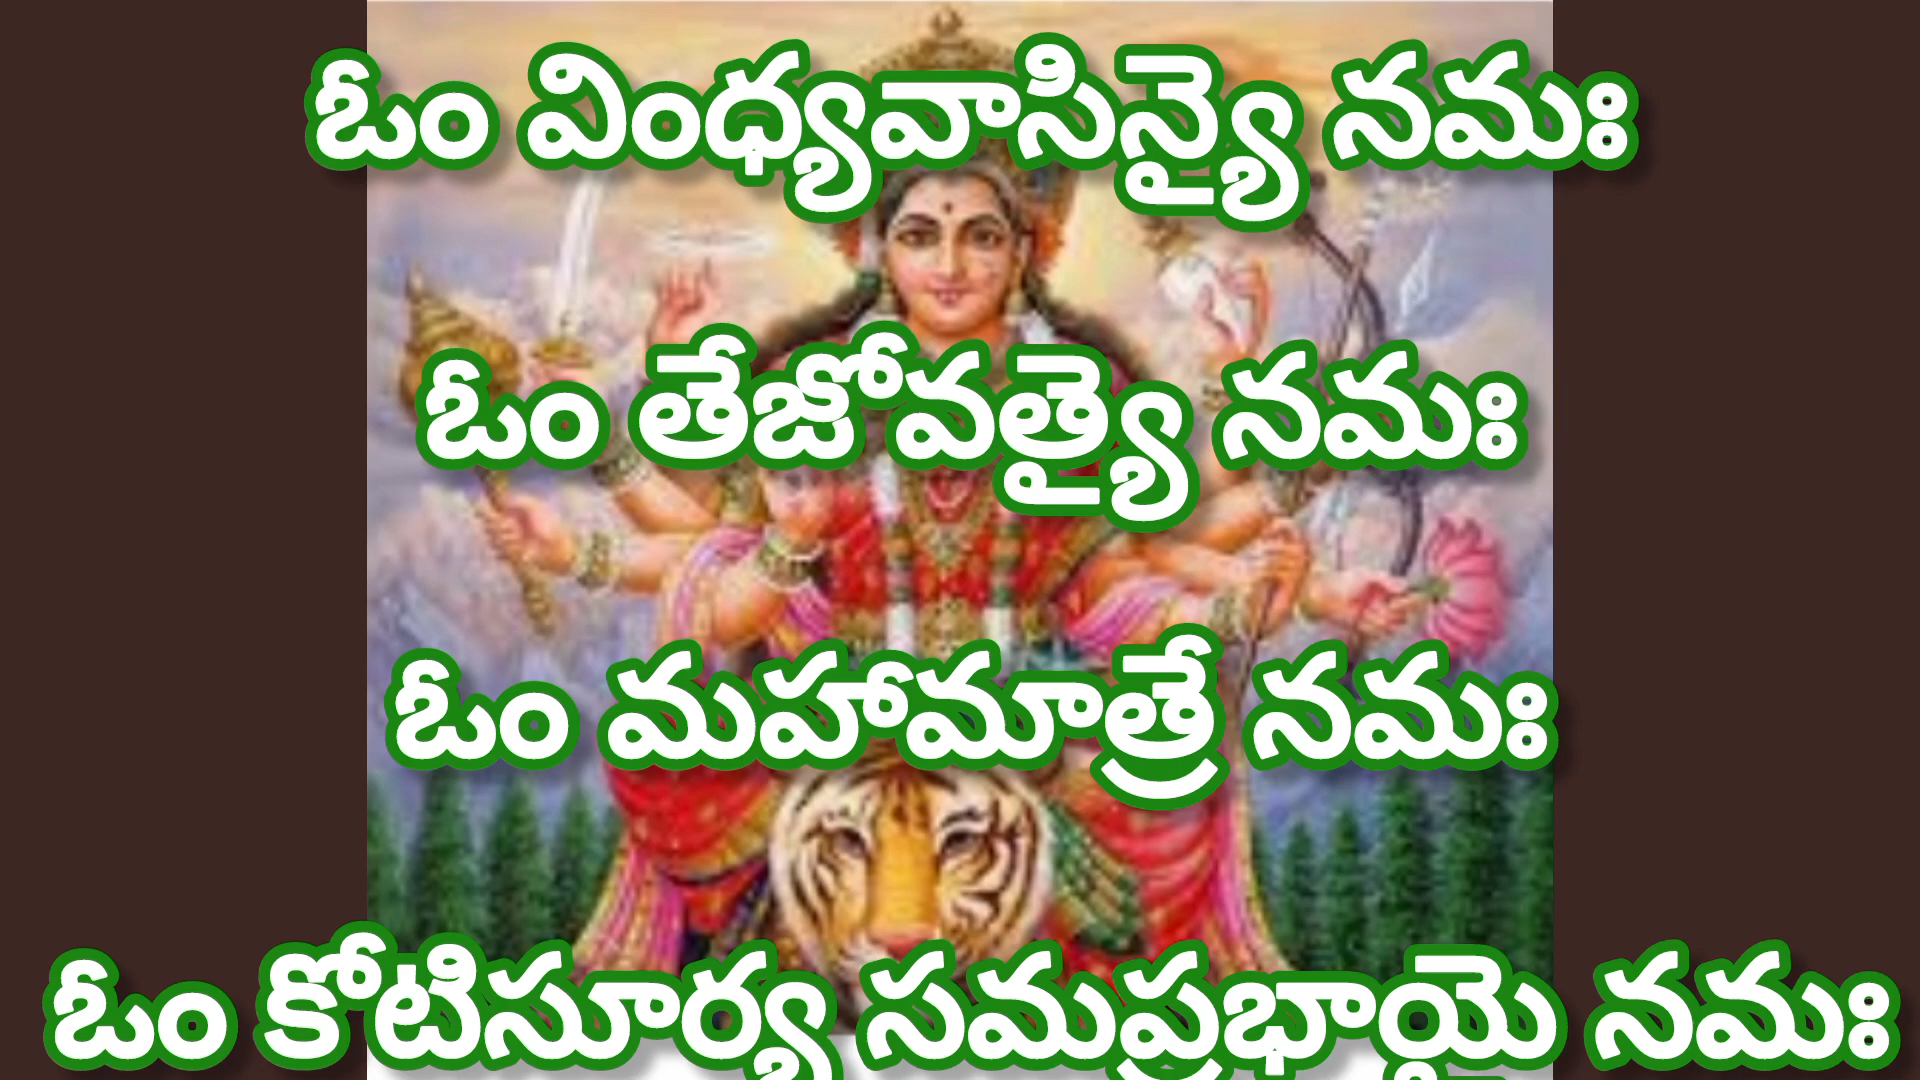 ఓం వింధ్యవాసిన్యై నమః
ఓం తేజోవత్యై నమః
ఓం మహామాత్రే నమః
ఓం కోటిసూర్య సమప్రభాయై నమః